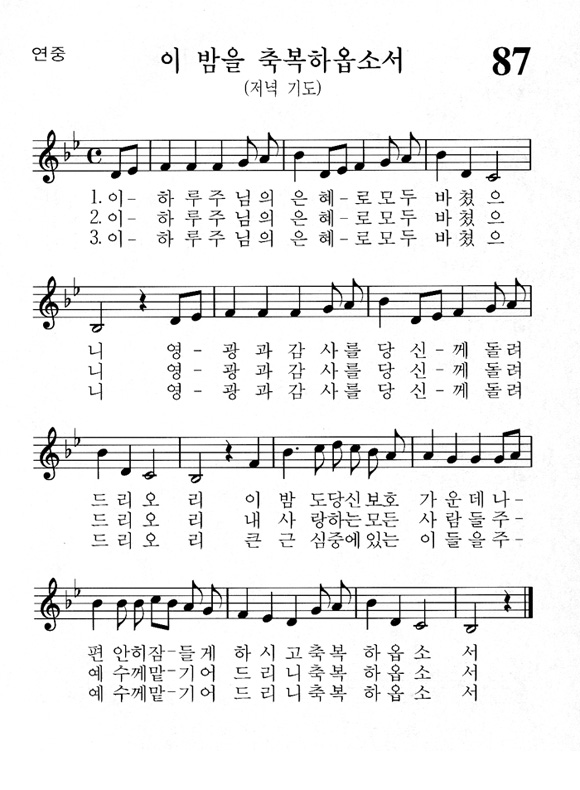 연중
이 밤을 축복하옵소서
87
(저녁 기도)
1. 이- 하 루 주 님 의 은 혜-로 모 두 바 쳤 으
2. 이- 하 루 주 님 의 은 혜-로 모 두 바 쳤 으
3. 이- 하 루 주 님 의 은 혜-로 모 두 바 쳤 으
니 영- 광 과 감 사 를 당 신-께 돌 려
니 영- 광 과 감 사 를 당 신-께 돌 려
니 영- 광 과 감 사 를 당 신-께 돌 려
드 리 오 리 이 밤 도 당신 보호 가 운 데 나-
드 리 오 리 내 사 랑하는 모든 사 람 들 주-
드 리 오 리 큰 근 심중에 있는 이 들 을 주-
편 안히잠-들 게 하 시 고 축복 하 옵 소 서
예 수께맡-기 어 드 리 니 축복 하 옵 소 서
예 수께맡-기 어 드 리 니 축복 하 옵 소 서